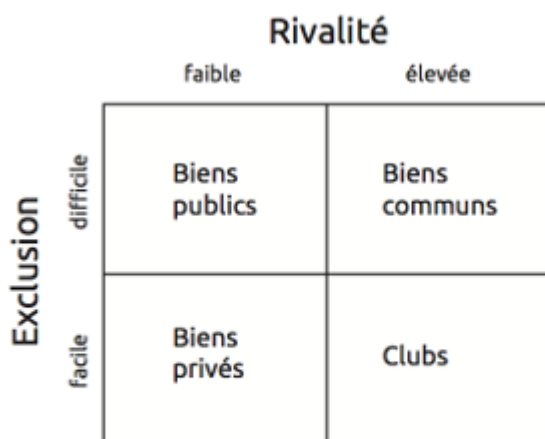 Rivalité
faible élevée
Exclusion
difficile
Biens Biens
publics communs
facile
Biens
privés
Clubs